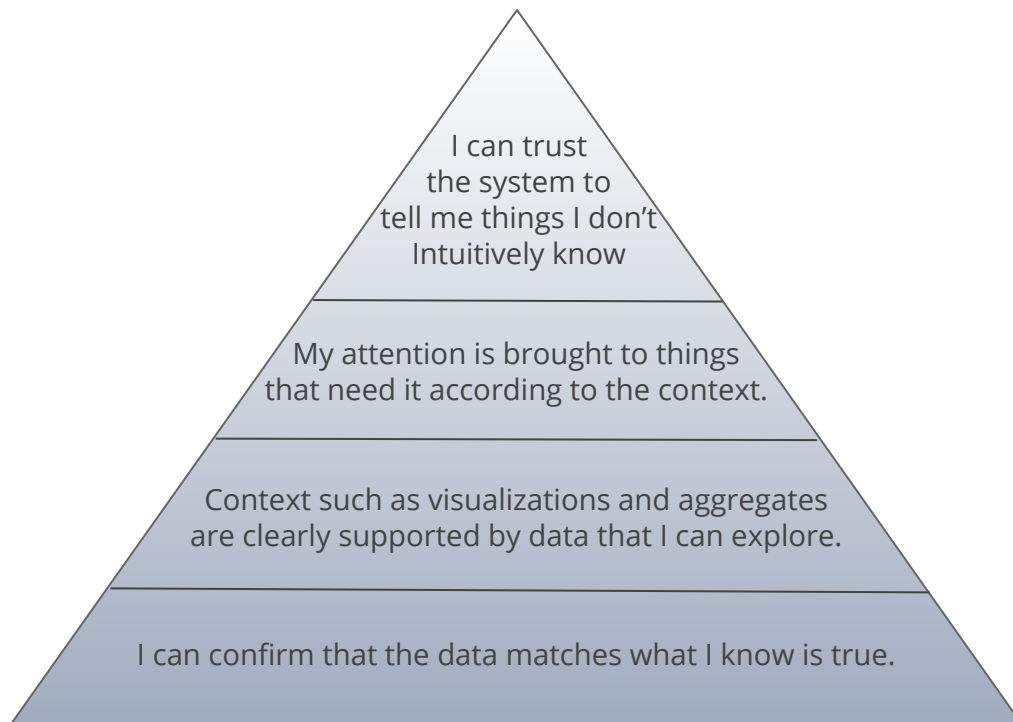 I can trust
the system to
tell me things I don’t
Intuitively know
My attention is brought to things
that need it according to the context.
Context such as visualizations and aggregates
are clearly supported by data that I can explore.
I can confirm that the data matches what I know is true.